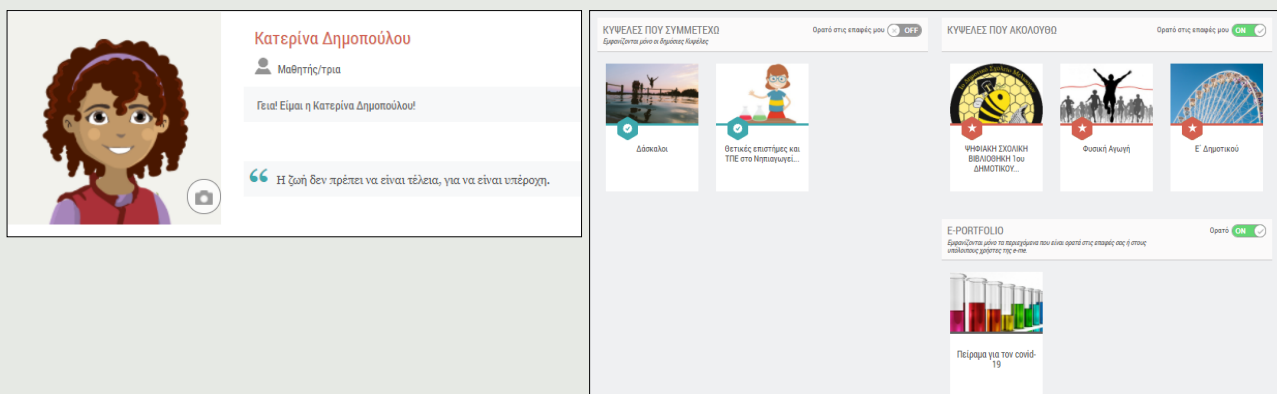 Κατερίνα Δημοπούλου
Μαθητής/τρια
Γεια! Είμαι η Κατερίνα Δημοπούλου!
“ Η ζωή δεν πρέπει να είναι τέλεια, για να είναι υπέροχη.
ΚΥΨΕΛΕΣ ΠΟΥ ΣΥΜΜΕΤΕΧΩ
Ορατό στις επαφές μου
OFF
Εμφανίζονται μόνο οι δημόσιες Κυψέλες
Δάσκαλοι
Θετικές επιστήμες και
ΤΠΕ στο Νηπιαγωγεί...
ΚΥΨΕΛΕΣ ΠΟΥ ΑΚΟΛΟΥΘΩ
Ορατό στις επαφές μου
ON
ΨΗΦΙΑΚΗ ΣΧΟΛΙΚΗ
ΒΙΒΛΙΟΘΗΚΗ 1ου
ΔΗΜΟΤΙΚΟΥ...
Φυσική Αγωγή
Ε΄ Δημοτικού
E-PORTFOLIO
Ορατό
ON
Εμφανίζονται μόνο τα περιεχόμενα που είναι ορατά στις επαφές σας ή στους
υπόλοιπους χρήστες της e-me.
Πείραμα για τον covid-
19